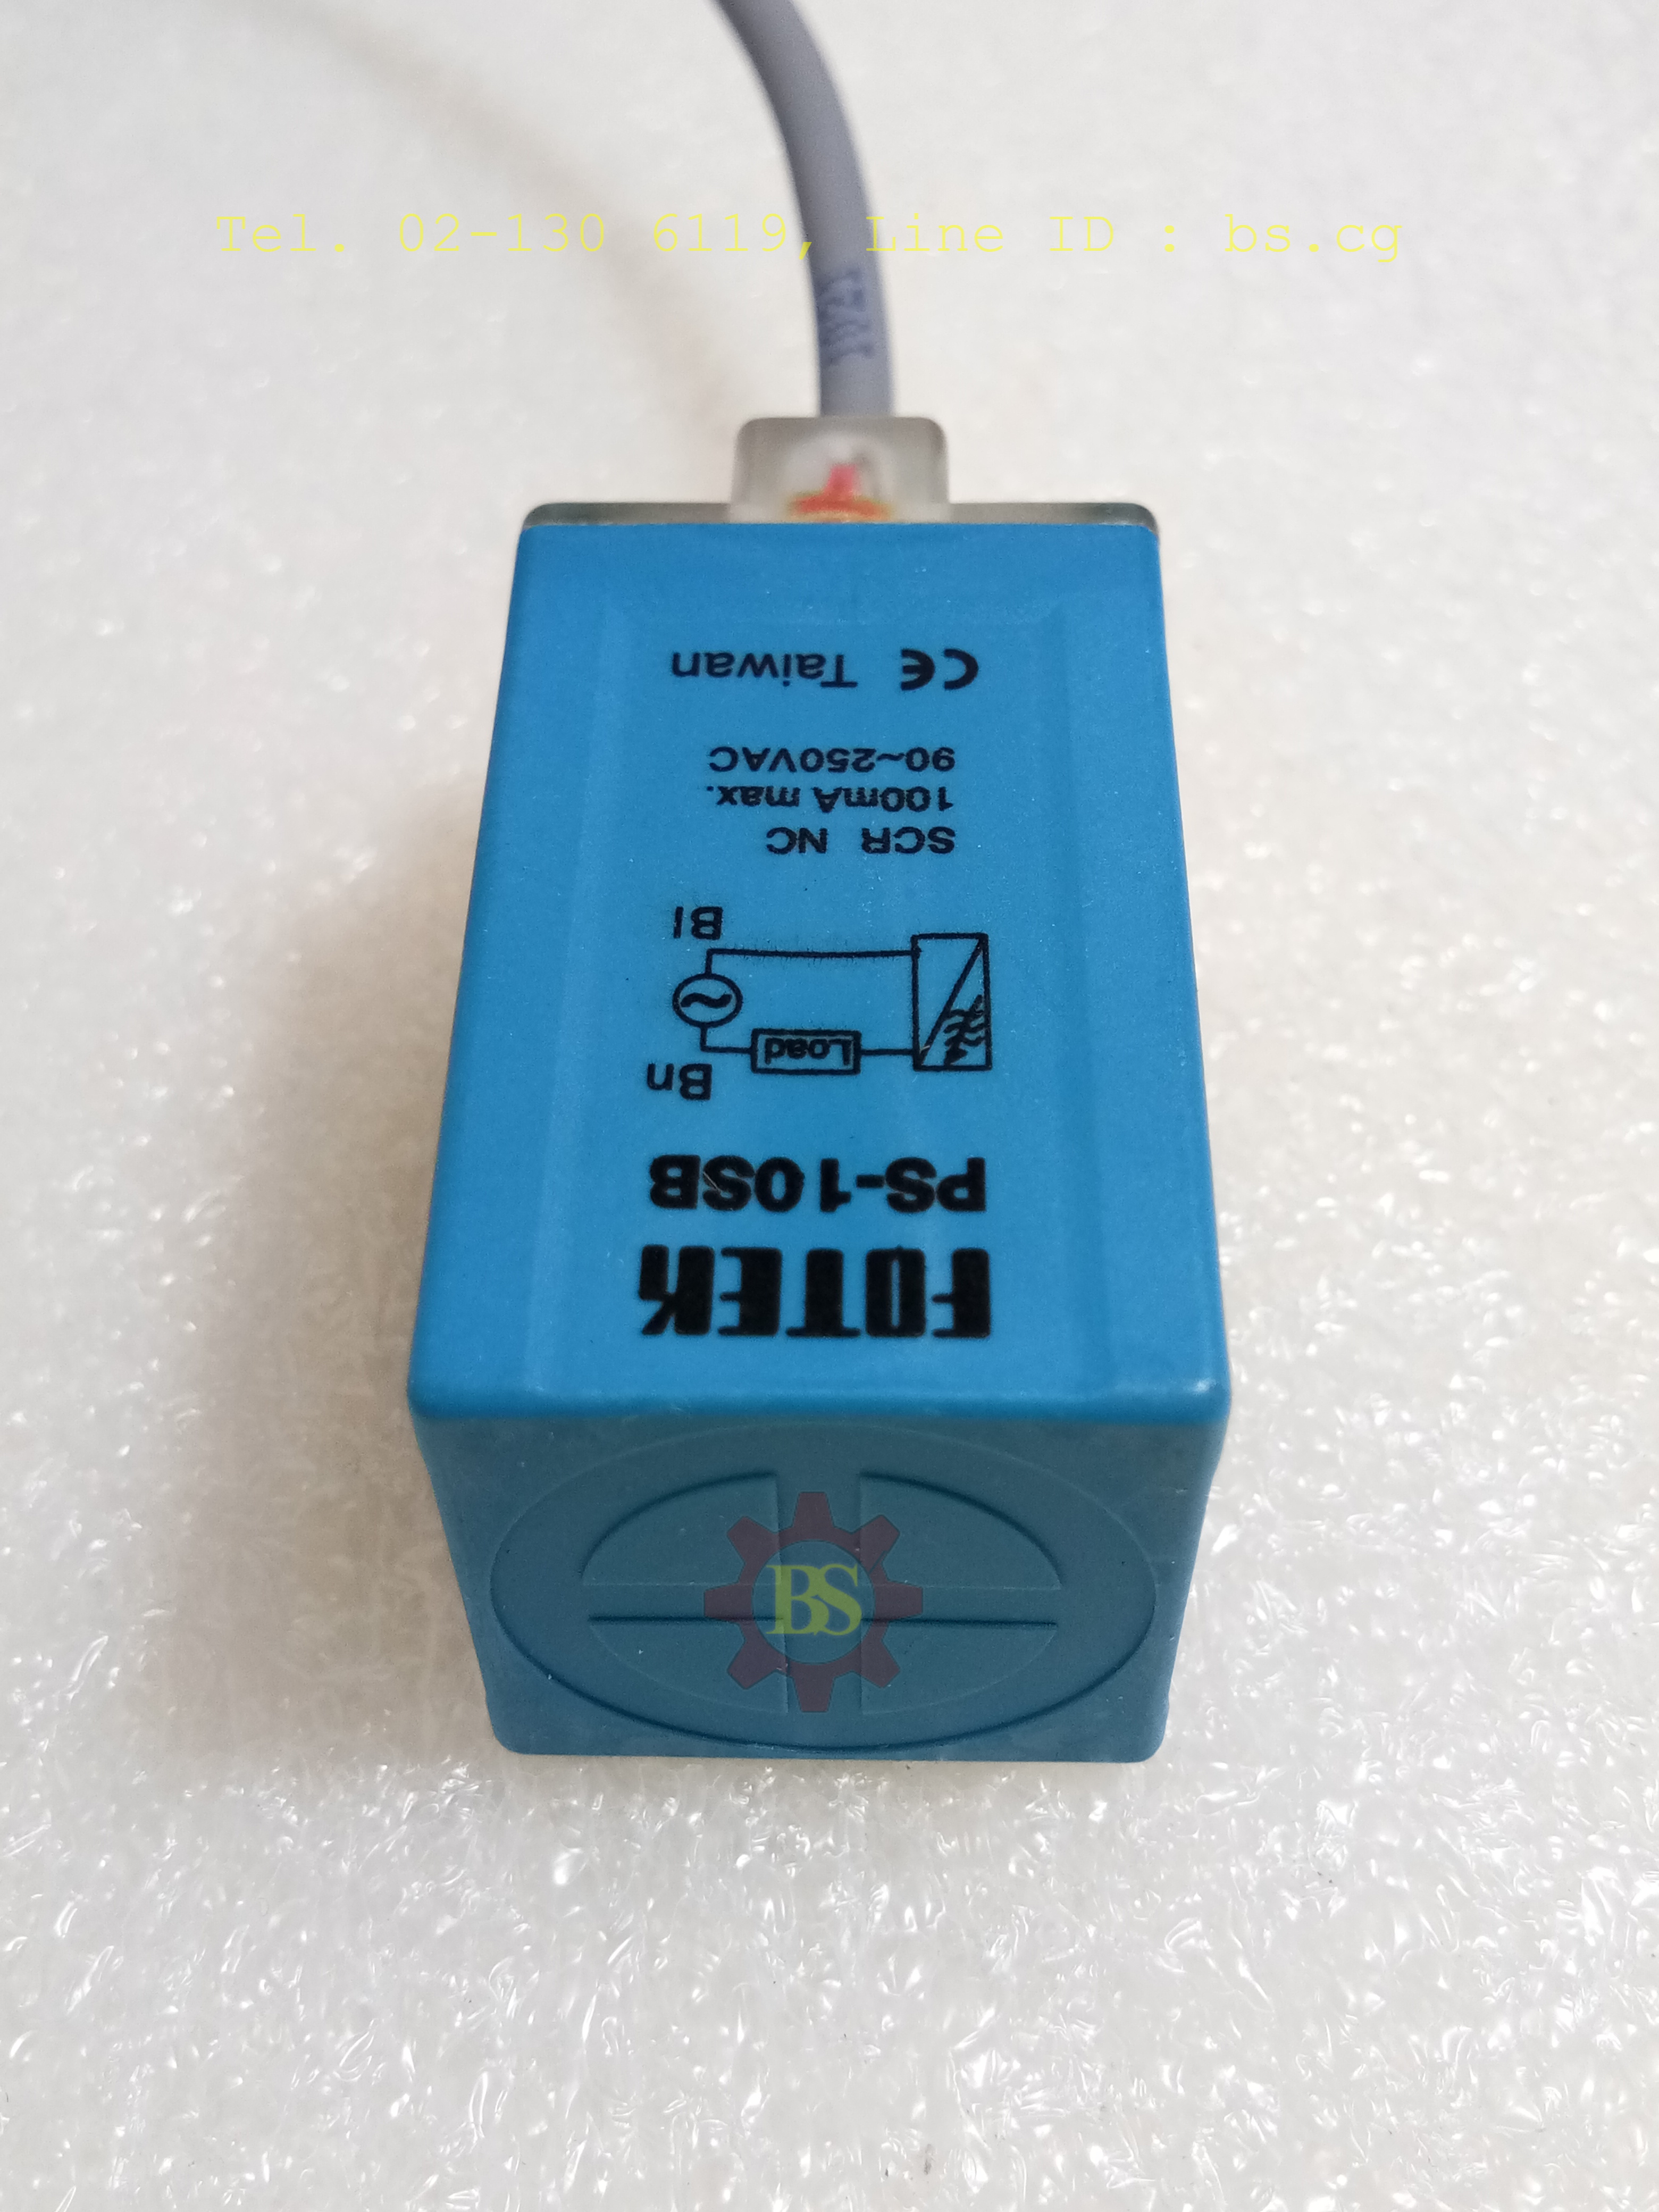 Tel. 02-130 6119, Line ID : bs.cg
FOTEK
PS-10SB
Bn
Load
Bl
SCR NC
100mA max.
90~250VAC
CE Taiwan
BS